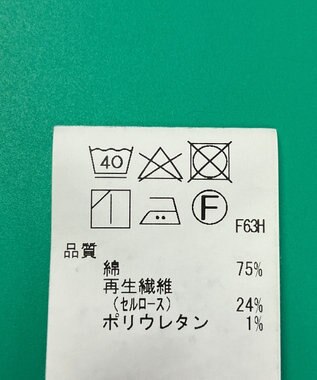 40
F
F63H
品質
綿 75%
再生繊維
(セルロース) 24%
ポリウレタン 1%